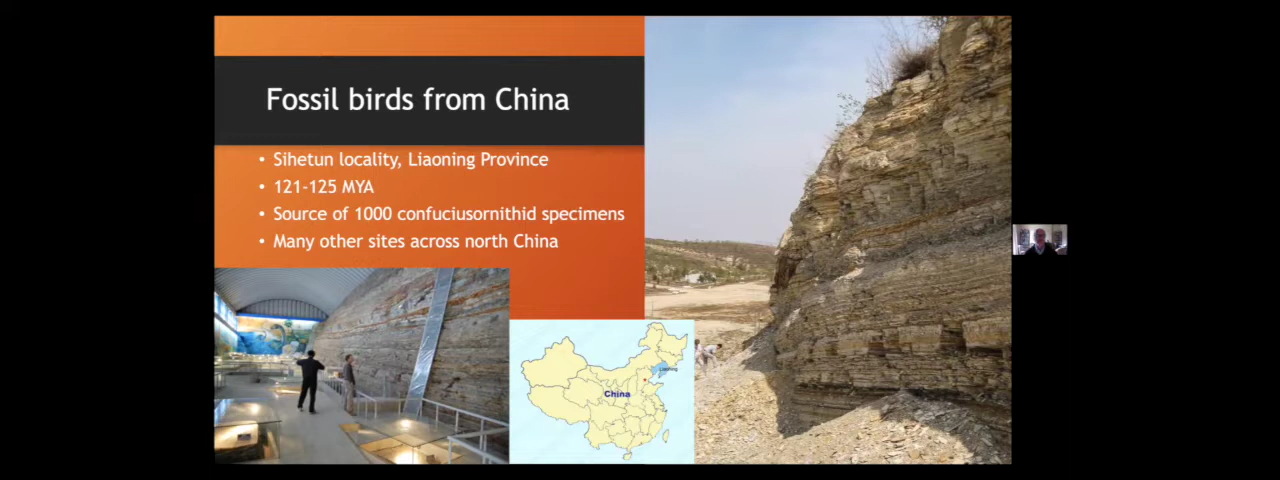 Fossil birds from China
• Sihetun locality, Liaoning Province
• 121-125 MYA
• Source of 1000 confuciusornithid specimens
• Many other sites across north China
Liaoning
China